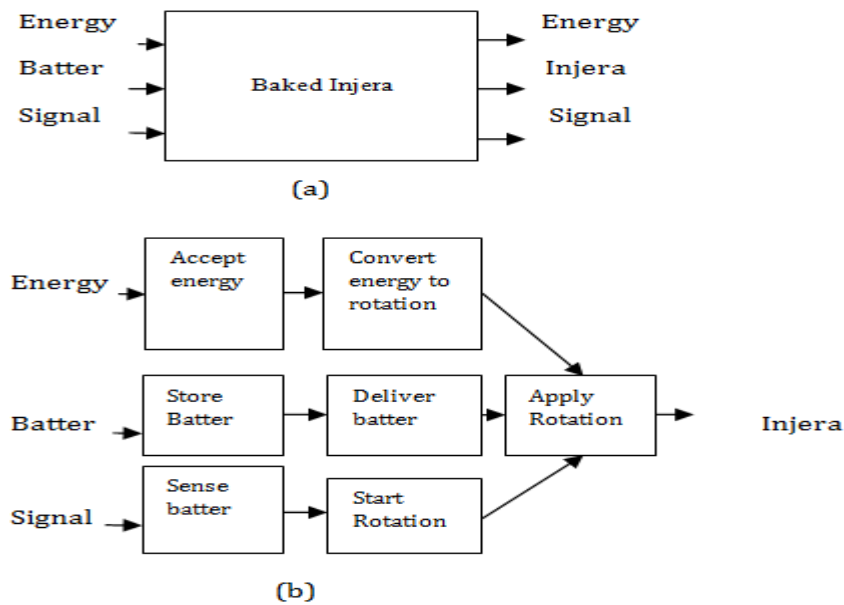 Energy
Energy
Batter
Baked Injera
Injera
Signal
Signal
(a)
Energy
Accept
energy
Convert
energy to
rotation
Batter
Store
Batter
Deliver
batter
Apply
Rotation
Injera
Signal
Sense
batter
Start
Rotation
(b)